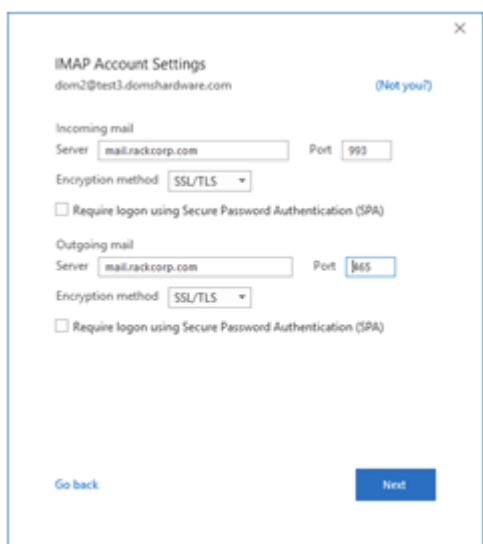 IMAP Account Settings
dom2@test3.domshardware.com (Not you?)
Incoming mail
Server mail.rackcorp.com Port 993
Encryption method SSL/TLS
Require logon using Secure Password Authentication (SPA)
Outgoing mail
Server mail.rackcorp.com Port 465
Encryption method SSL/TLS
Require logon using Secure Password Authentication (SPA)
Go back Next